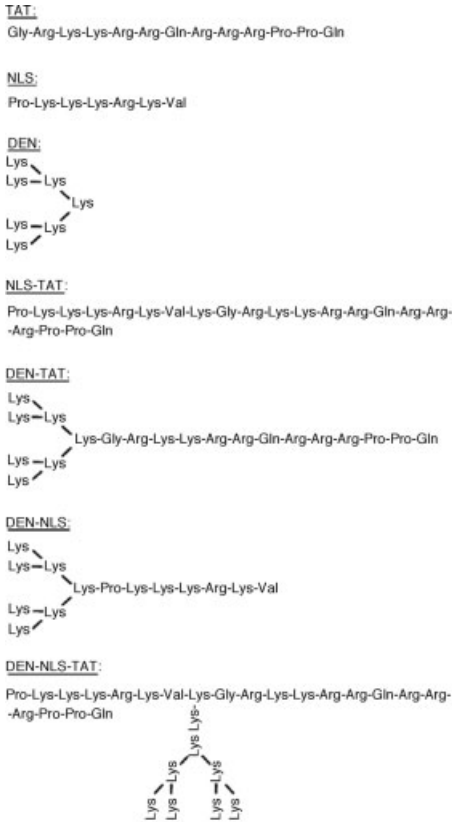 TAT:
Gly-Arg-Lys-Lys-Arg-Arg-Gln-Arg-Arg-Arg-Pro-Pro-Gln
NLS:
Pro-Lys-Lys-Lys-Arg-Lys-Val
DEN:
Lys
Lys-Lys
Lys
Lys-Lys
Lys
NLS-TAT:
Pro-Lys-Lys-Lys-Arg-Lys-Val-Lys-Gly-Arg-Lys-Lys-Arg-Arg-Gln-Arg-Arg-
-Arg-Pro-Pro-Gln
DEN-TAT:
Lys
Lys-Lys
Lys-Gly-Arg-Lys-Lys-Arg-Arg-Gln-Arg-Arg-Arg-Pro-Pro-Gln
Lys-Lys
Lys
DEN-NLS:
Lys
Lys-Lys
Lys-Pro-Lys-Lys-Lys-Arg-Lys-Val
Lys-Lys
Lys
DEN-NLS-TAT:
Pro-Lys-Lys-Lys-Arg-Lys-Val-Lys-Gly-Arg-Lys-Lys-Arg-Arg-Gln-Arg-Arg-
-Arg-Pro-Pro-Gln
Lys Lys-
Lys Lys
Lys Lys Lys Lys